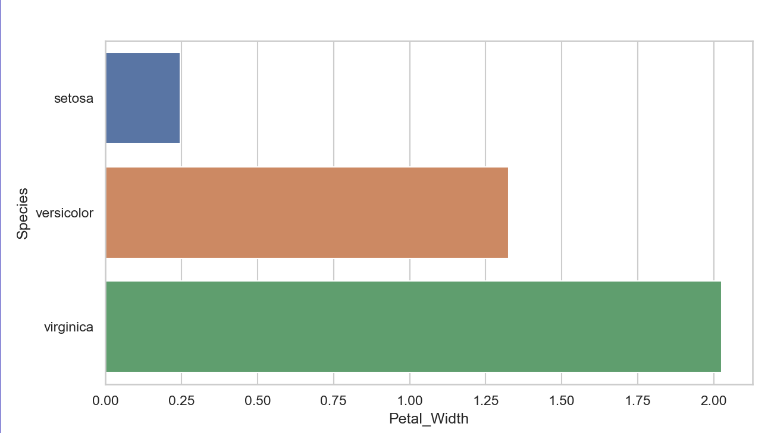 setosa
versicolor
virginica
Species
0.00 0.25 0.50 0.75 1.00 1.25 1.50 1.75 2.00
Petal_Width